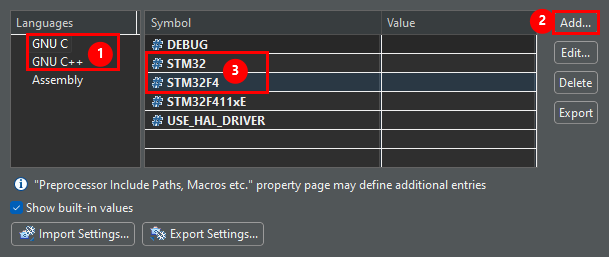 Languages
Symbol
Value
2
Add...
GNU C
GNU C++
Assembly
1
DEBUG
STM32
STM32F4
STM32F411xE
USE_HAL_DRIVER
3
Edit...
Delete
Export
"Preprocessor Include Paths, Macros etc." property page may define additional entries
Show built-in values
Import Settings...
Export Settings...